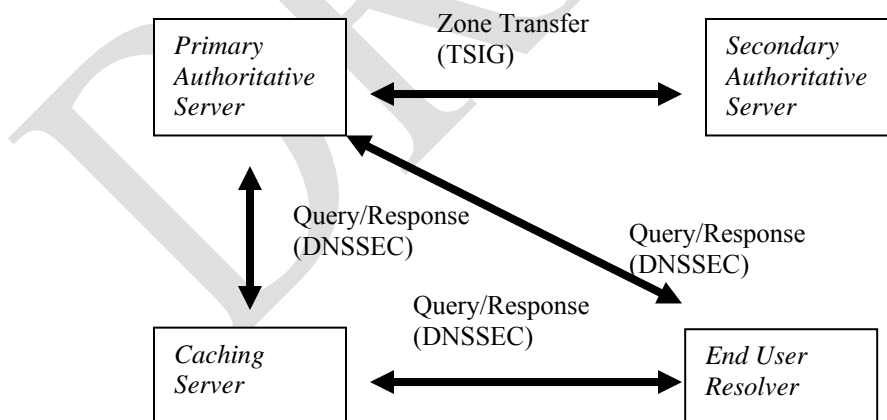 Zone Transfer
(TSIG)
Primary
Authoritative
Server
Secondary
Authoritative
Server
Query/Response
(DNSSEC)
Query/Response
(DNSSEC)
Query/Response
(DNSSEC)
Caching
Server
End User
Resolver